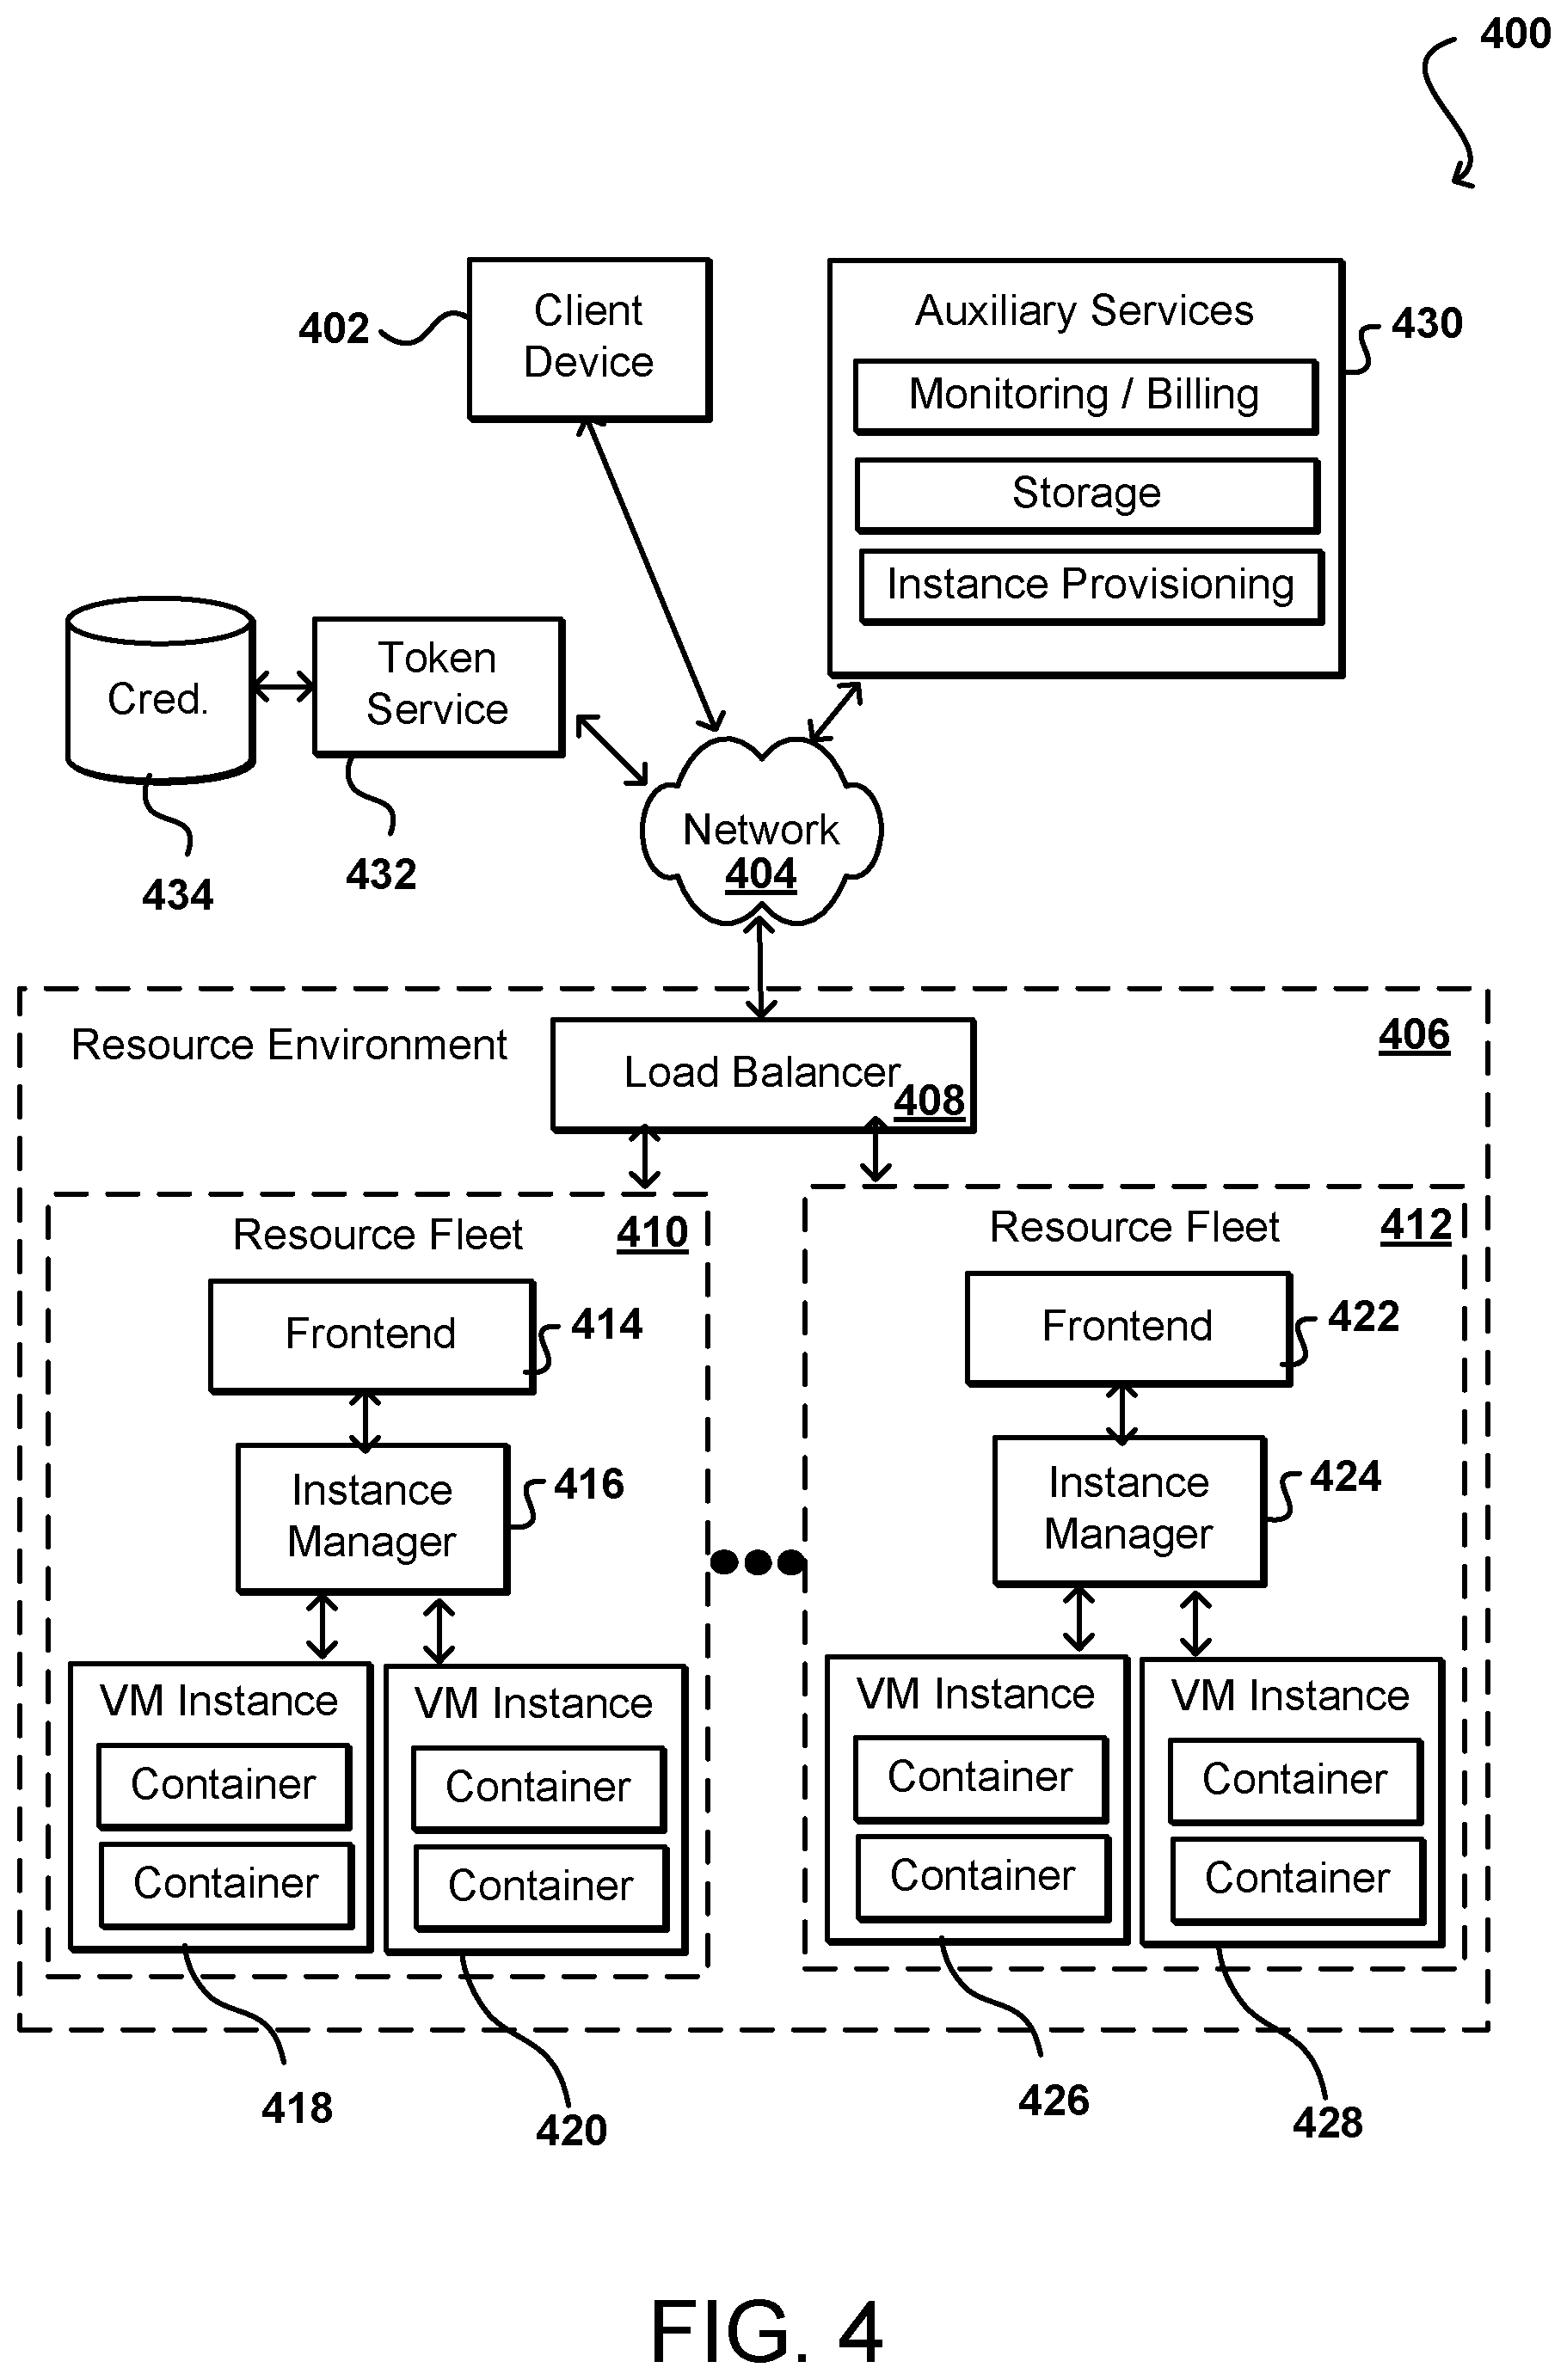 400
Client
Device
402
Auxiliary Services
430
Monitoring / Billing
Storage
Instance Provisioning
Cred.
434
Token
Service
432
Network
404
Resource Environment
406
Load Balancer
408
Resource Fleet
410
Frontend
414
Instance
Manager
416
VM Instance
Container
Container
418
VM Instance
Container
Container
420
Resource Fleet
412
Frontend
422
Instance
Manager
424
VM Instance
Container
Container
426
VM Instance
Container
Container
428
FIG. 4